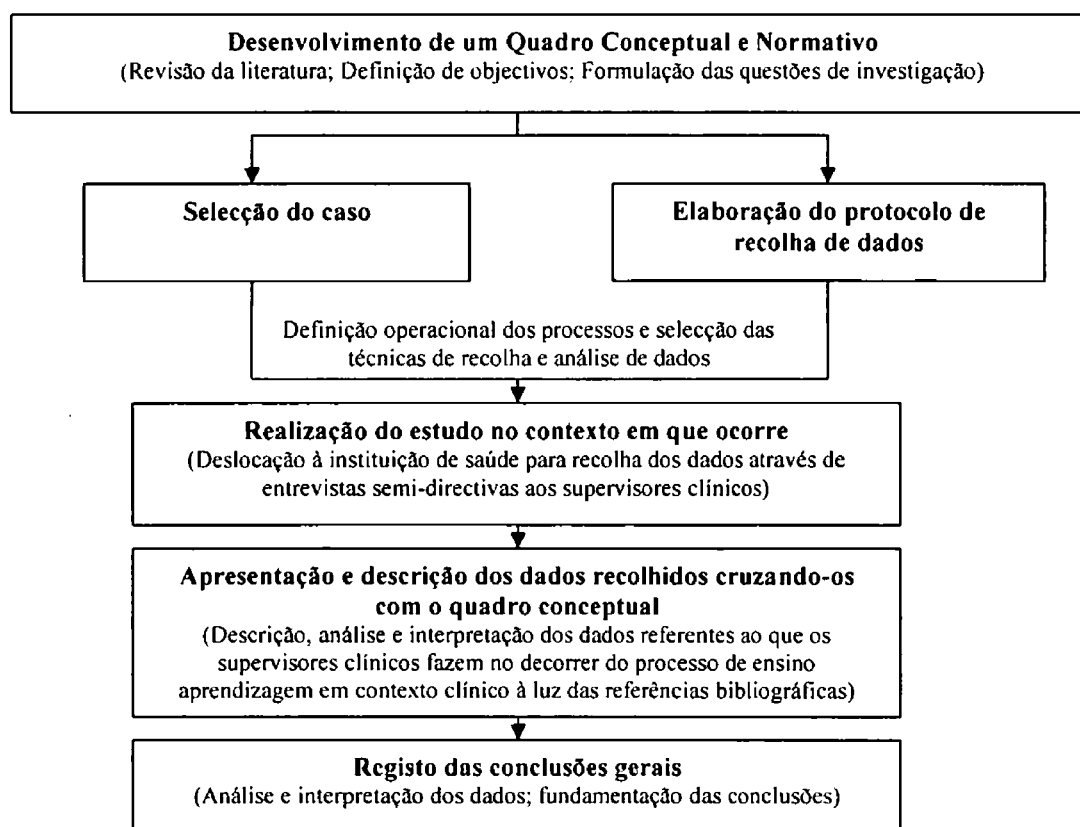 Desenvolvimento de um Quadro Conceptual e Normativo
(Revisão da literatura; Definição de objectivos; Formulação das questões de investigação)
Selecção do caso
Elaboração do protocolo de
recolha de dados
Definição operacional dos processos e selecção das
técnicas de recolha e análise de dados
Realização do estudo no contexto em que ocorre
(Deslocação à instituição de saúde para recolha dos dados através de
entrevistas semi-directivas aos supervisores clínicos)
Apresentação e descrição dos dados recolhidos cruzando-os
com o quadro conceptual
(Descrição, análise e interpretação dos dados referentes ao que os
supervisores clínicos fazem no decorrer do processo de ensino
aprendizagem em contexto clínico à luz das referências bibliográficas)
Registo das conclusões gerais
(Análise e interpretação dos dados; fundamentação das conclusões)